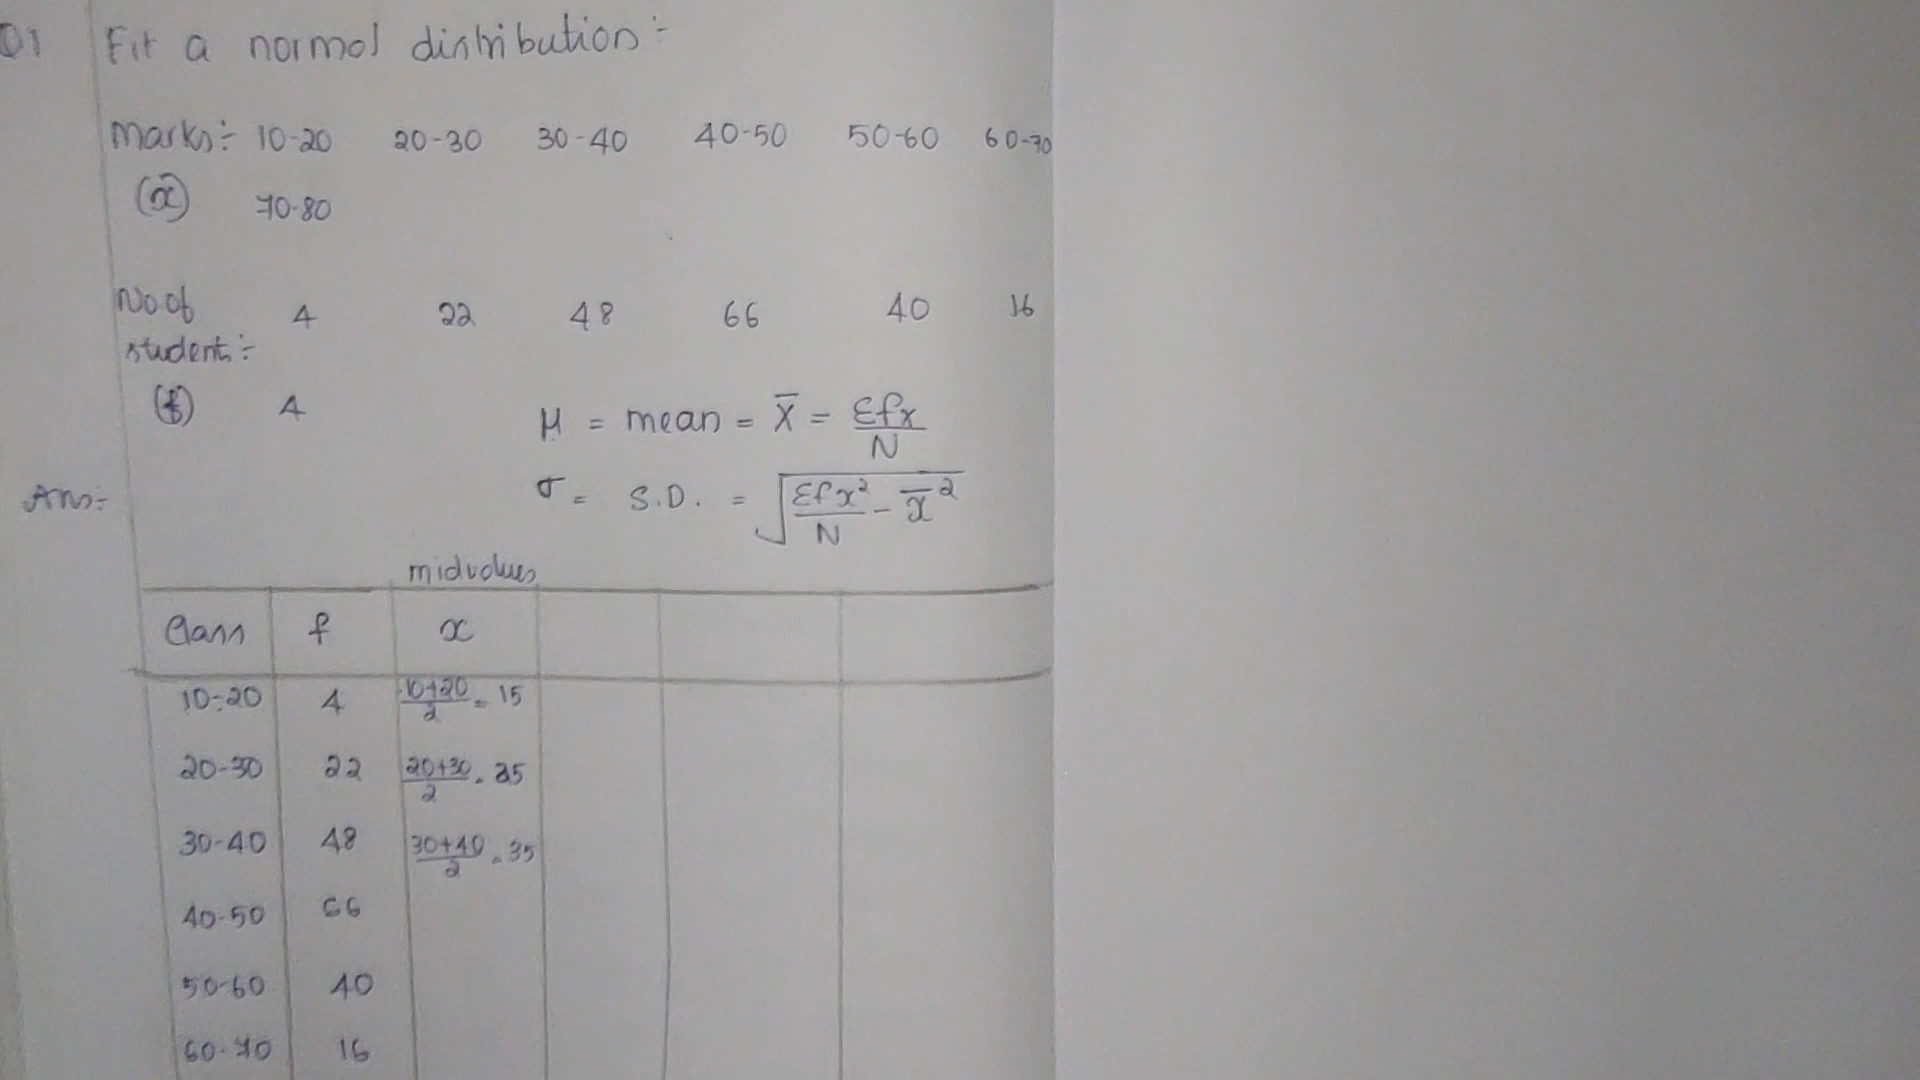 Q1 Fit a normal distribution :-
Marks :- 10-20 20-30 30-40 40-50 50-60 60-70
(x) 70-80
No of 4 22 48 66 40 16
student :-
(f) 4
μ = mean = X̄ = Σfx/N
Ans :-
σ = S.D. = √(Σfx²/N - x̄²)
midvalues
Class f x
10-20 4 10+20/2 = 15
20-30 22 20+30/2 = 25
30-40 48 30+40/2 = 35
40-50 66
50-60 40
60-70 16